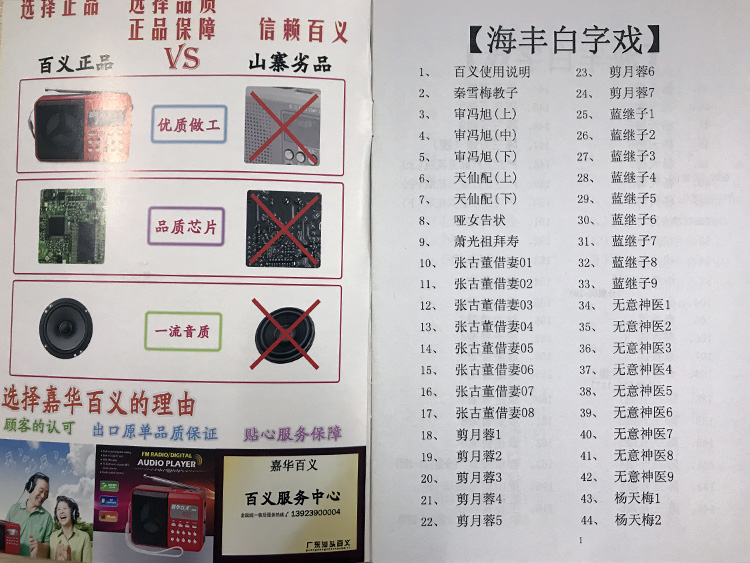 选择正品 选择品质
正品保障 信赖百义
百义正品 VS 山寨劣品
优质做工
品质芯片
一流音质
选择嘉华百义的理由
顾客的认可 出口原单品质保证 贴心服务保障
FM RADIO/DIGITAL
AUDIO PLAYER
嘉华百义
百义服务中心
13923900004
广东汕头百义
【海丰白字戏】
1、 百义使用说明
2、 秦雪梅教子
3、 审冯旭(上)
4、 审冯旭(中)
5、 审冯旭(下)
6、 天仙配(上)
7、 天仙配(下)
8、 哑女告状
9、 萧光祖拜寿
10、 张古董借妻01
11、 张古董借妻02
12、 张古董借妻03
13、 张古董借妻04
14、 张古董借妻05
15、 张古董借妻06
16、 张古董借妻07
17、 张古董借妻08
18、 剪月蓉1
19、 剪月蓉2
20、 剪月蓉3
21、 剪月蓉4
22、 剪月蓉5
23、 剪月蓉6
24、 剪月蓉7
25、 蓝继子1
26、 蓝继子2
27、 蓝继子3
28、 蓝继子4
29、 蓝继子5
30、 蓝继子6
31、 蓝继子7
32、 蓝继子8
33、 蓝继子9
34、 无意神医1
35、 无意神医2
36、 无意神医3
37、 无意神医4
38、 无意神医5
39、 无意神医6
40、 无意神医7
41、 无意神医8
42、 无意神医9
43、 杨天梅1
44、 杨天梅2
1